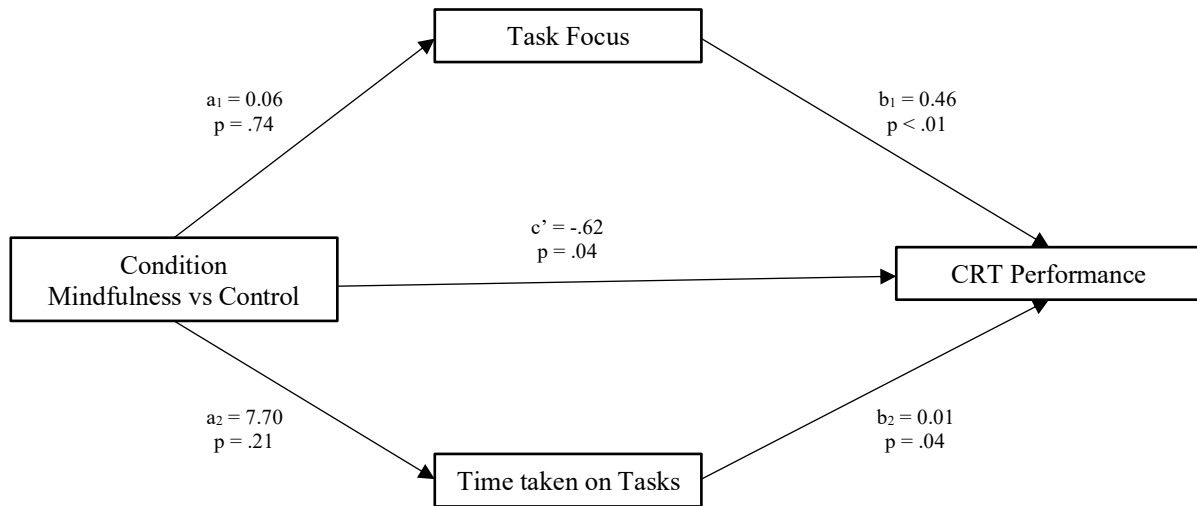 Task Focus
a₁ = 0.06
p = .74
b₁ = 0.46
p < .01
c’ = -.62
p = .04
Condition
Mindfulness vs Control
CRT Performance
a₂ = 7.70
p = .21
b₂ = 0.01
p = .04
Time taken on Tasks